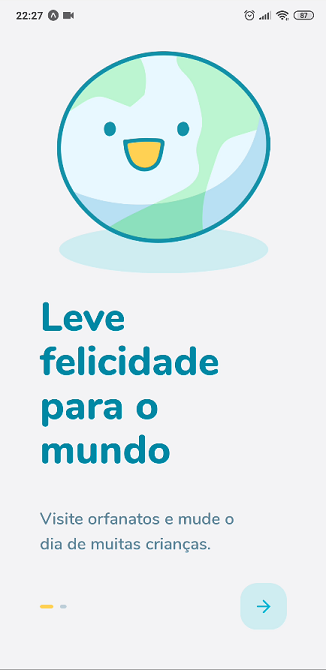 22:27
87
Leve
felicidade
para o
mundo
Visite orfanatos e mude o
dia de muitas crianças.